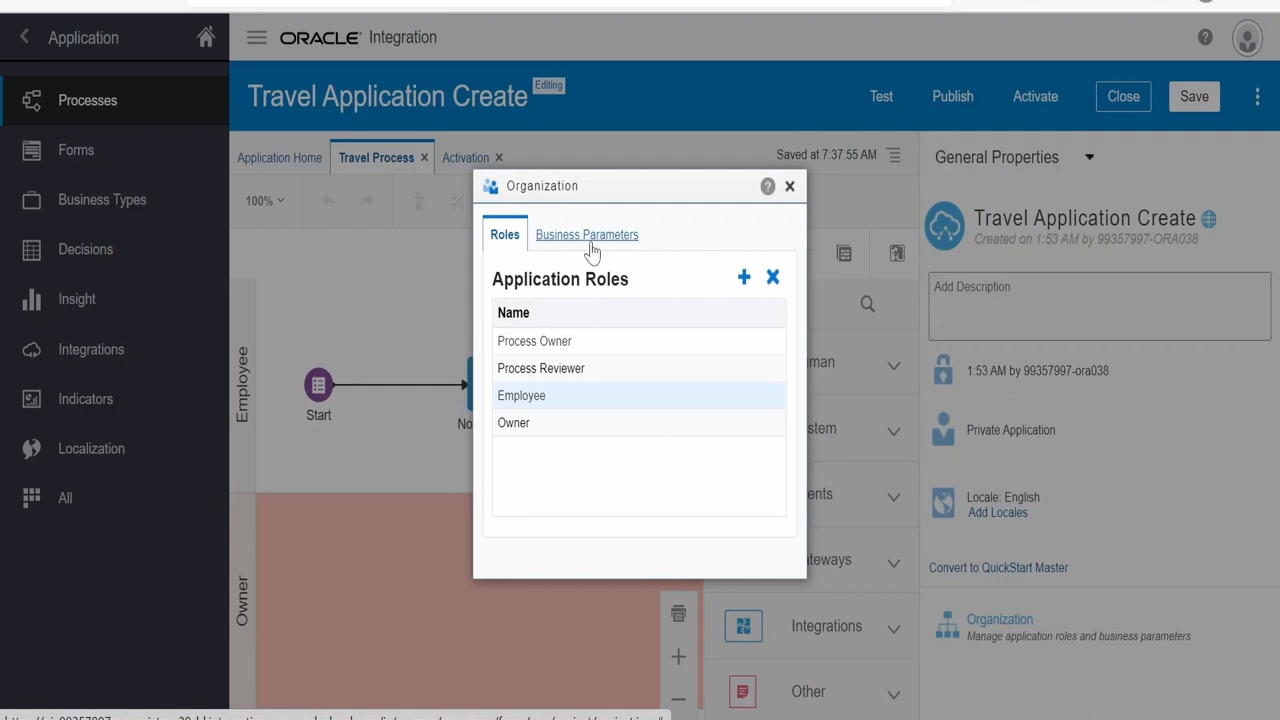 Application
ORACLE Integration
Processes
Forms
Business Types
Decisions
Insight
Integrations
Indicators
Localization
All
Travel Application Create
Editing
Test
Publish
Activate
Close
Save
Application Home
Travel Process
Activation
Saved at 7:37:55 AM
100%
Employee
Start
No
Owner
Organization
Roles
Business Parameters
Application Roles
Name
Process Owner
Process Reviewer
Employee
Owner
Integrations
Other
General Properties
Travel Application Create
Created on 1:53 AM by 99357997-ORA038
Add Description
1:53 AM by 99357997-ora038
Private Application
Locale: English
Add Locales
Convert to QuickStart Master
Organization
Manage application roles and business parameters